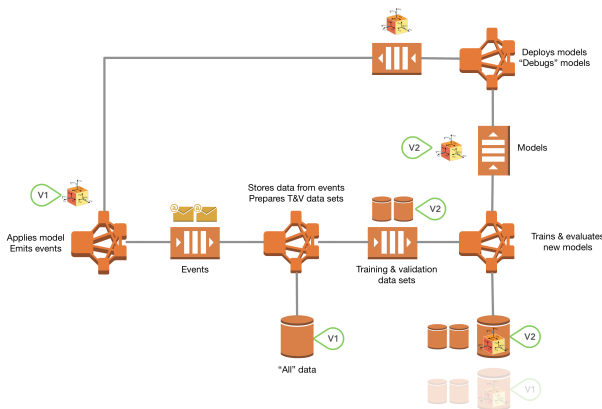 Deploys models
“Debugs” models
V2
Models
V1
Stores data from events
Prepares T&V data sets
V2
Applies model
Emits events
Events
Training & validation
data sets
Trains & evaluates
new models
V1
V2
“All” data